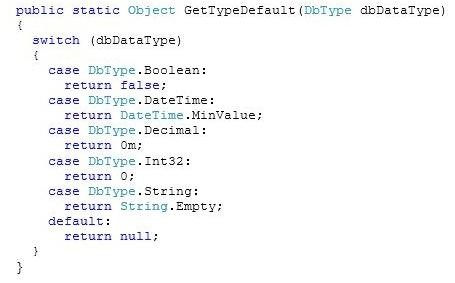 public static Object GetTypeDefault(DbType dbDataType)
{
  switch (dbDataType)
  {
    case DbType.Boolean:
      return false;
    case DbType.DateTime:
      return DateTime.MinValue;
    case DbType.Decimal:
      return 0m;
    case DbType.Int32:
      return 0;
    case DbType.String:
      return String.Empty;
    default:
      return null;
  }
}